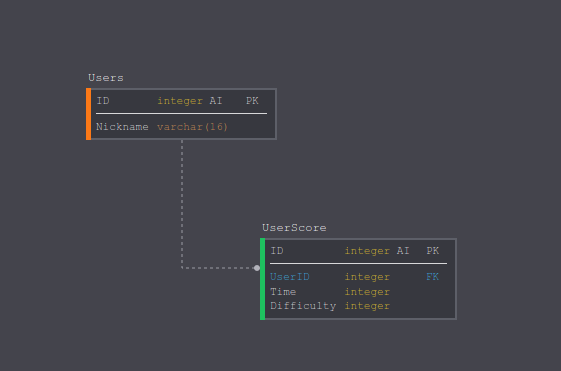 Users
ID integer AI PK
Nickname varchar(16)
UserScore
ID integer AI PK
UserID integer FK
Time integer
Difficulty integer